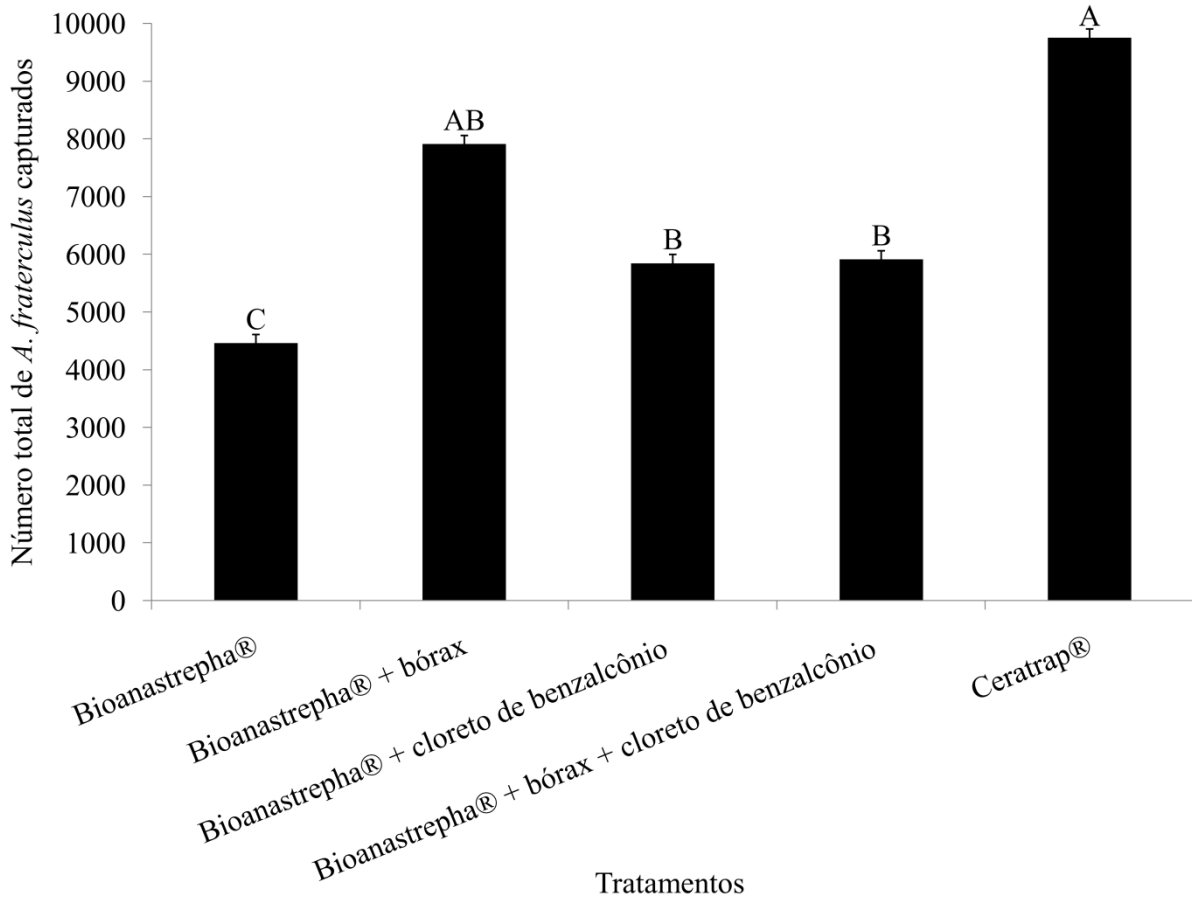 Número total de A. fraterculus capturados
10000
9000
8000
7000
6000
5000
4000
3000
2000
1000
0
C
AB
B
B
A
Bioanastrepha®
Bioanastrepha® + bórax
Bioanastrepha® + cloreto de benzalcônio
Bioanastrepha® + bórax + cloreto de benzalcônio
Ceratrap®
Tratamentos